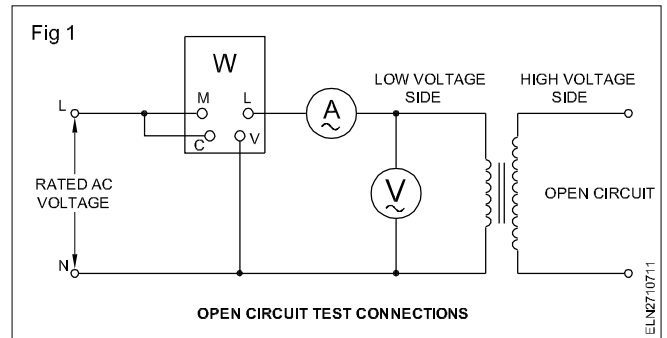 Fig 1
W
M
L
C
V
A
V
LOW VOLTAGE
SIDE
HIGH VOLTAGE
SIDE
L
RATED AC
VOLTAGE
N
OPEN CIRCUIT
OPEN CIRCUIT TEST CONNECTIONS
ELN2710711